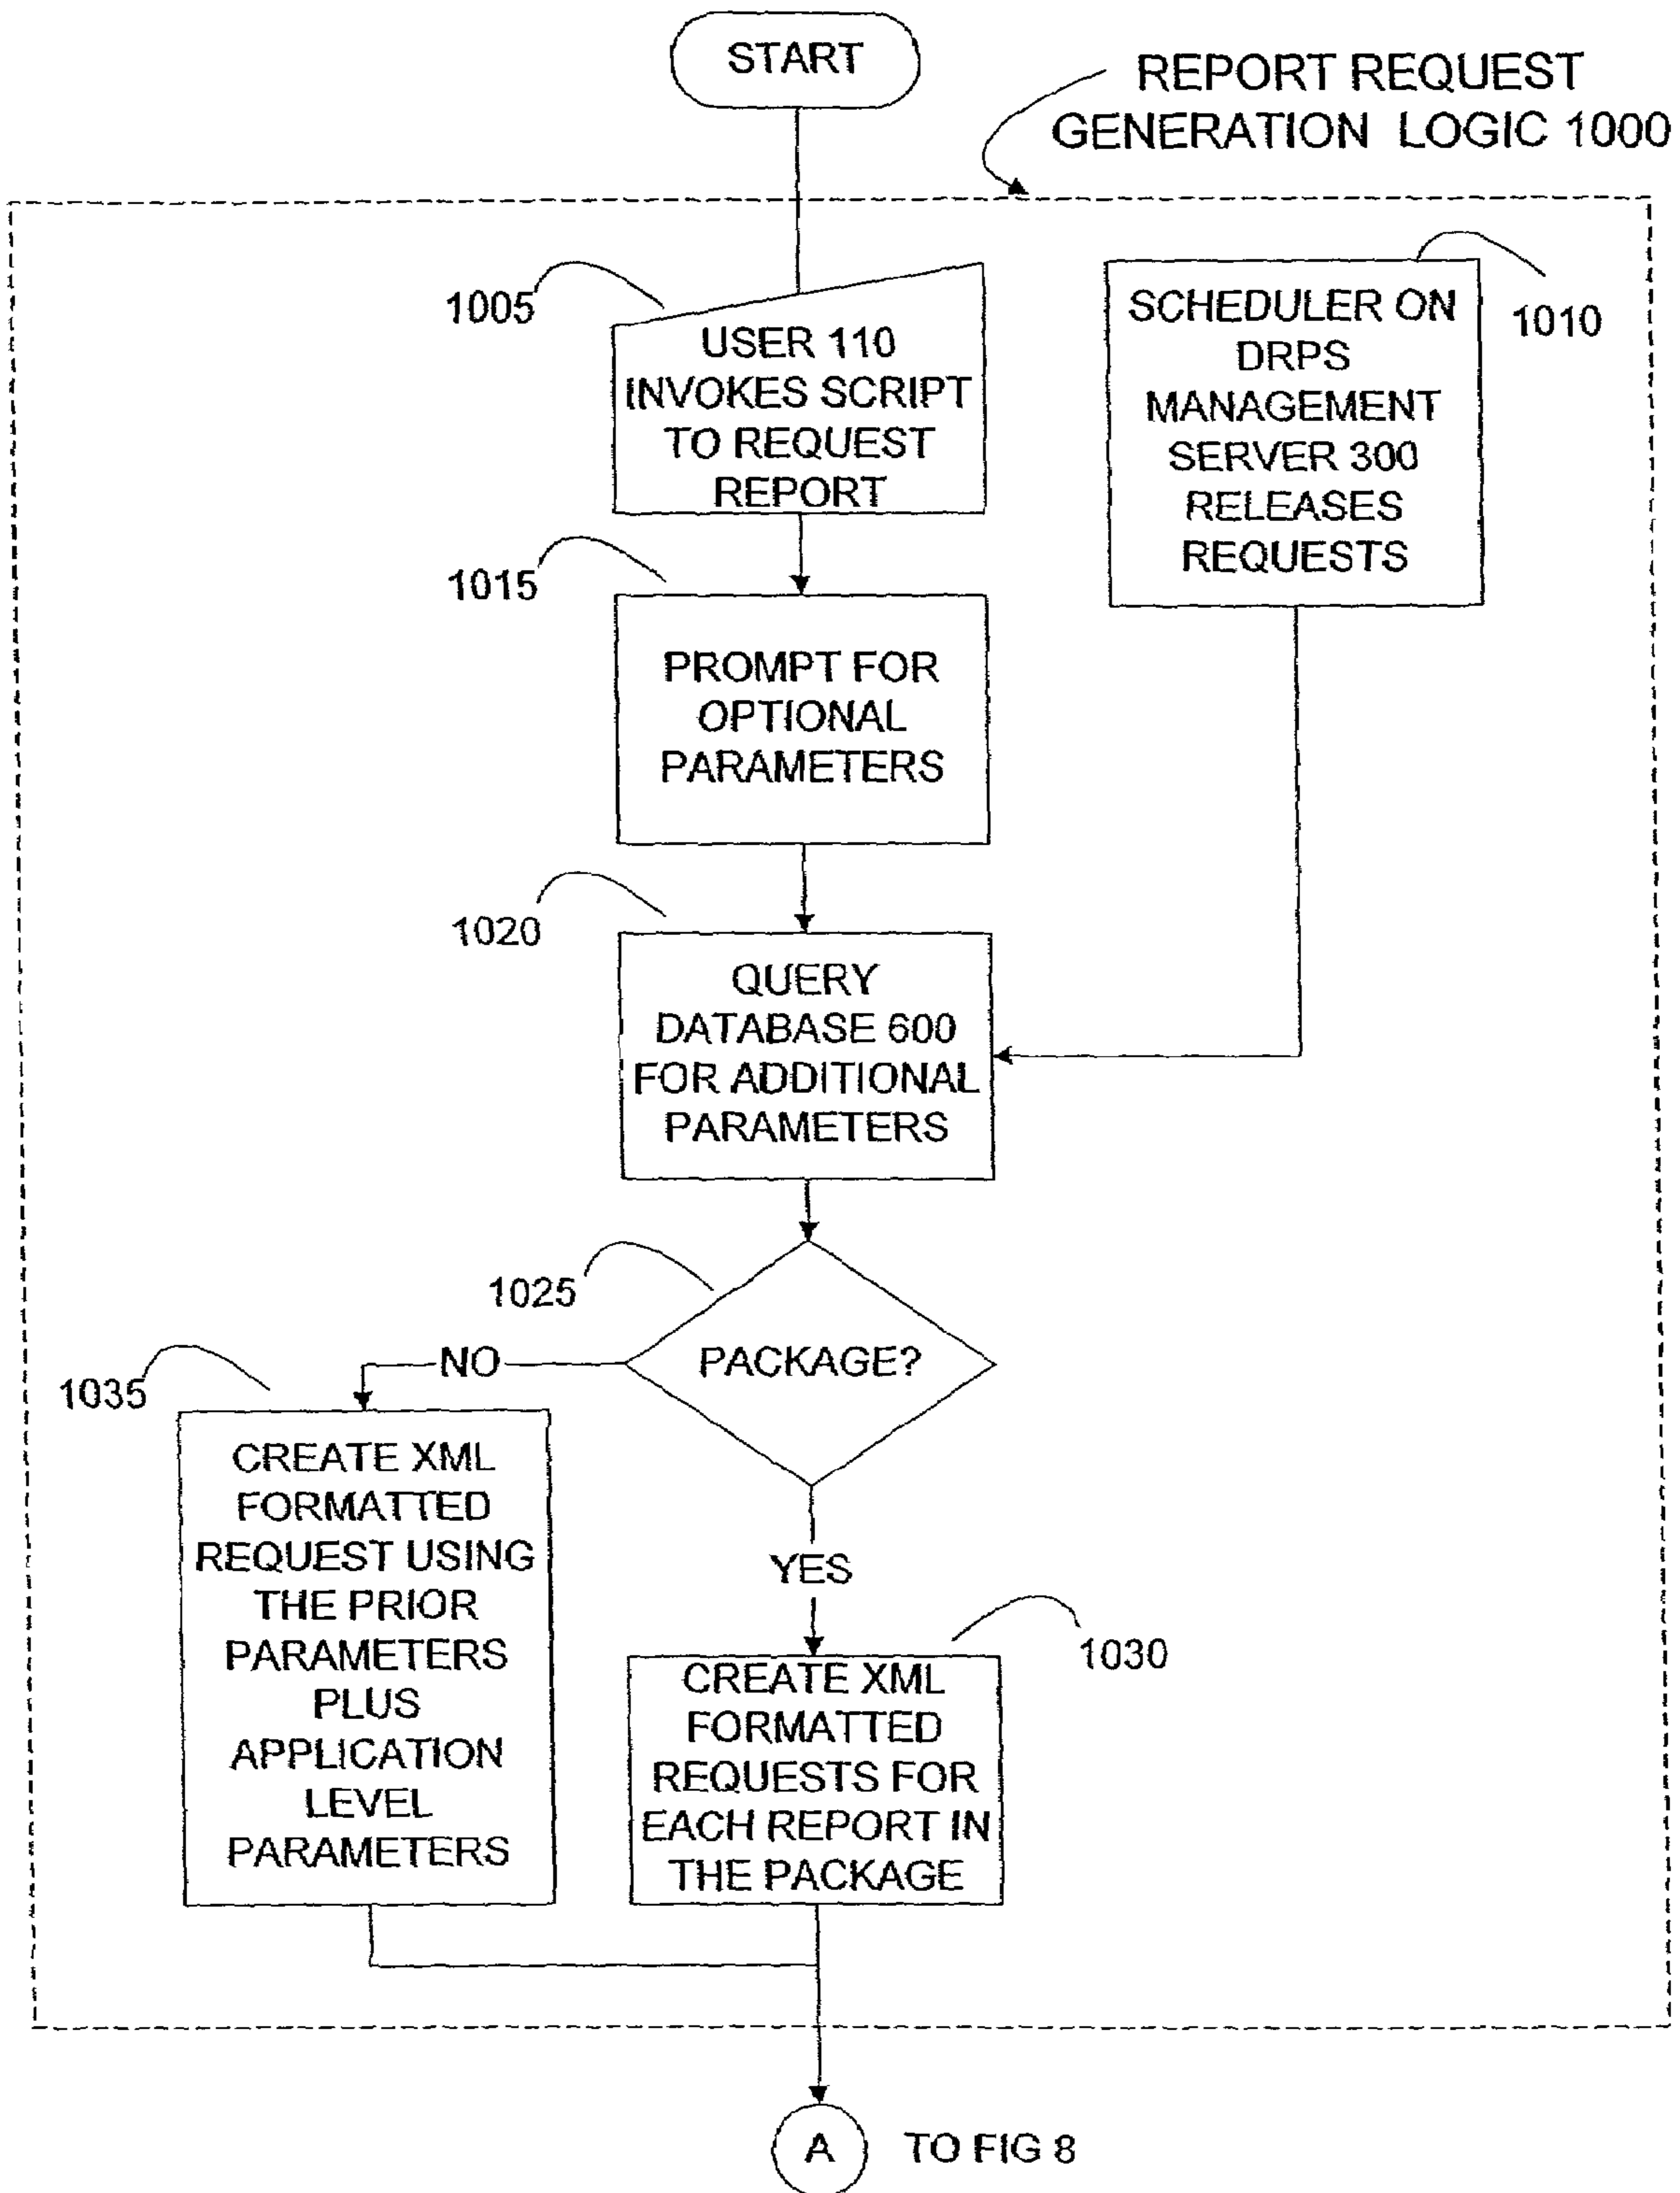 START
REPORT REQUEST
GENERATION LOGIC 1000
1005
USER 110
INVOKES SCRIPT
TO REQUEST
REPORT
1010
SCHEDULER ON
DRPS
MANAGEMENT
SERVER 300
RELEASES
REQUESTS
1015
PROMPT FOR
OPTIONAL
PARAMETERS
1020
QUERY
DATABASE 600
FOR ADDITIONAL
PARAMETERS
1025
PACKAGE?
NO
YES
1035
CREATE XML
FORMATTED
REQUEST USING
THE PRIOR
PARAMETERS
PLUS
APPLICATION
LEVEL
PARAMETERS
1030
CREATE XML
FORMATTED
REQUESTS FOR
EACH REPORT IN
THE PACKAGE
A
TO FIG 8